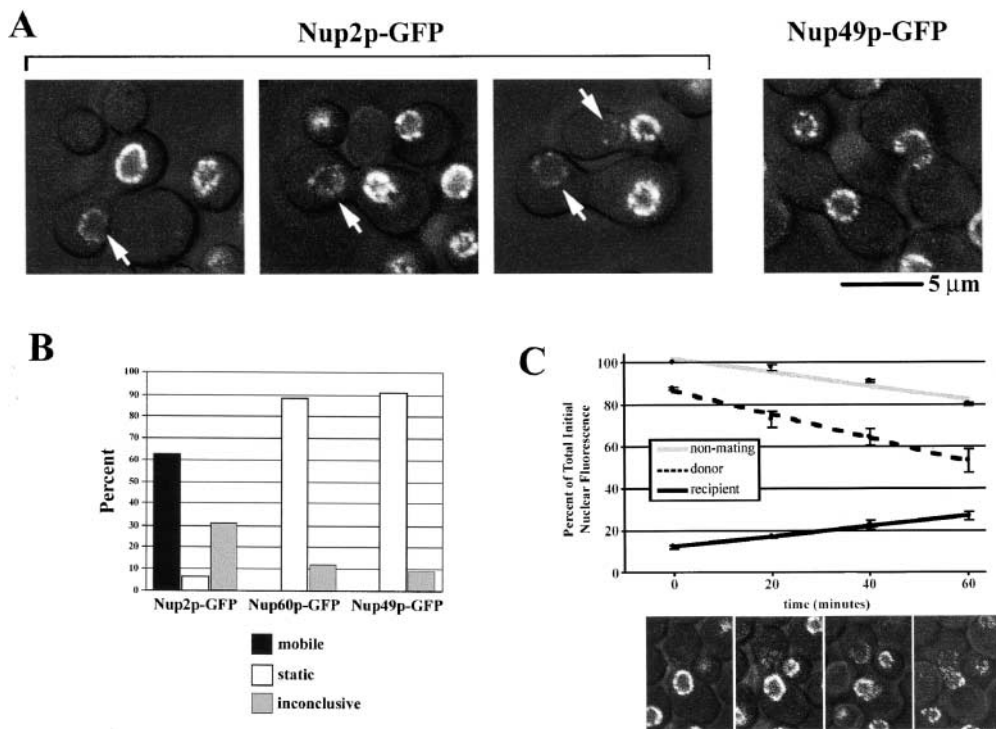 A
Nup2p-GFP
Nup49p-GFP
5 μm
B
100
90
80
70
60
50
40
30
20
10
0
Percent
Nup2p-GFP
Nup60p-GFP
Nup49p-GFP
mobile
static
inconclusive
C
100
80
60
40
20
0
Percent of Total Initial
Nuclear Fluorescence
non-mating
donor
recipient
0
20
40
60
time (minutes)